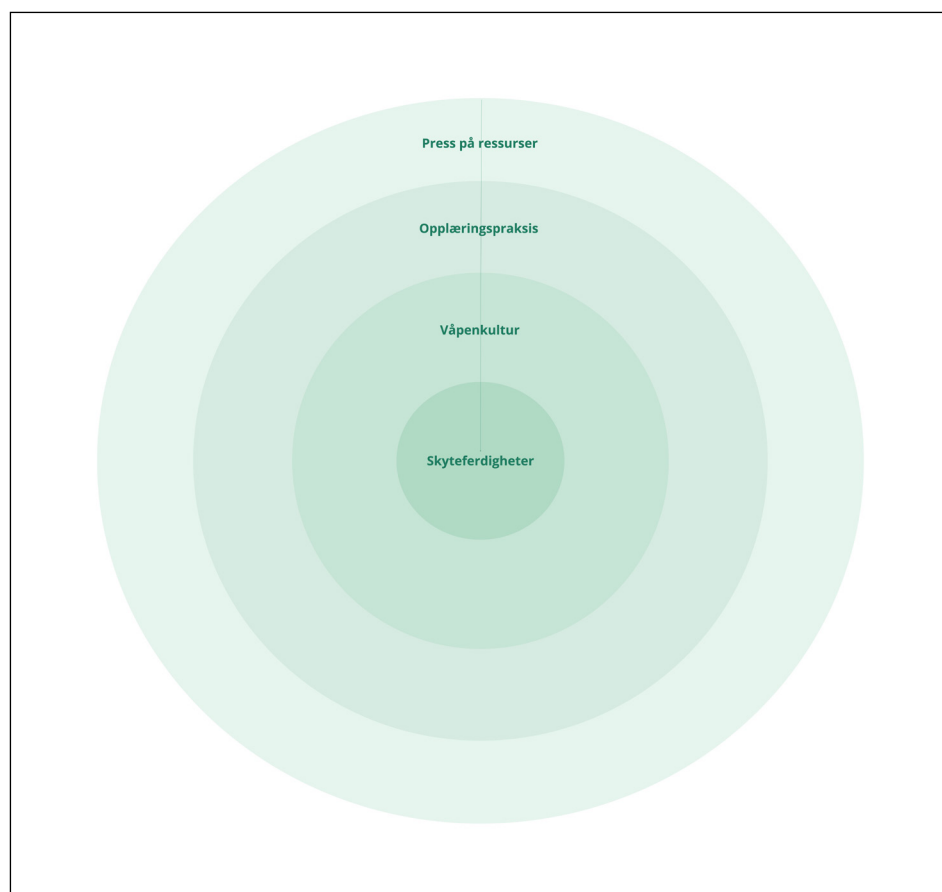 Press på ressurser
Opplæringspraksis
Våpenkultur
Skyteferdigheter